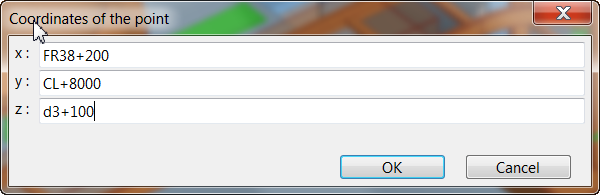 Coordinates of the point
x: FR38+200
y: CL+8000
z: d3+100
OK Cancel